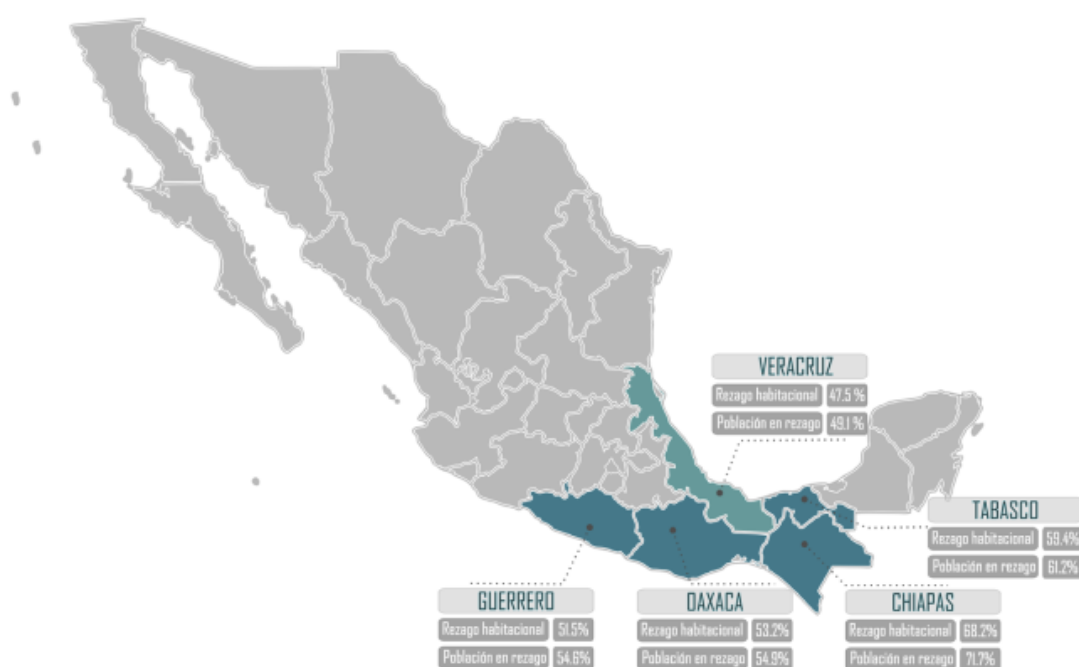 VERACRUZ
Rezago habitacional 47.5 %
Población en rezago 49.1 %
TABASCO
Rezago habitacional 59.4%
Población en rezago 61.2%
GUERRERO
Rezago habitacional 51.5%
Población en rezago 54.6%
OAXACA
Rezago habitacional 53.2%
Población en rezago 54.9%
CHIAPAS
Rezago habitacional 68.2%
Población en rezago 71.7%